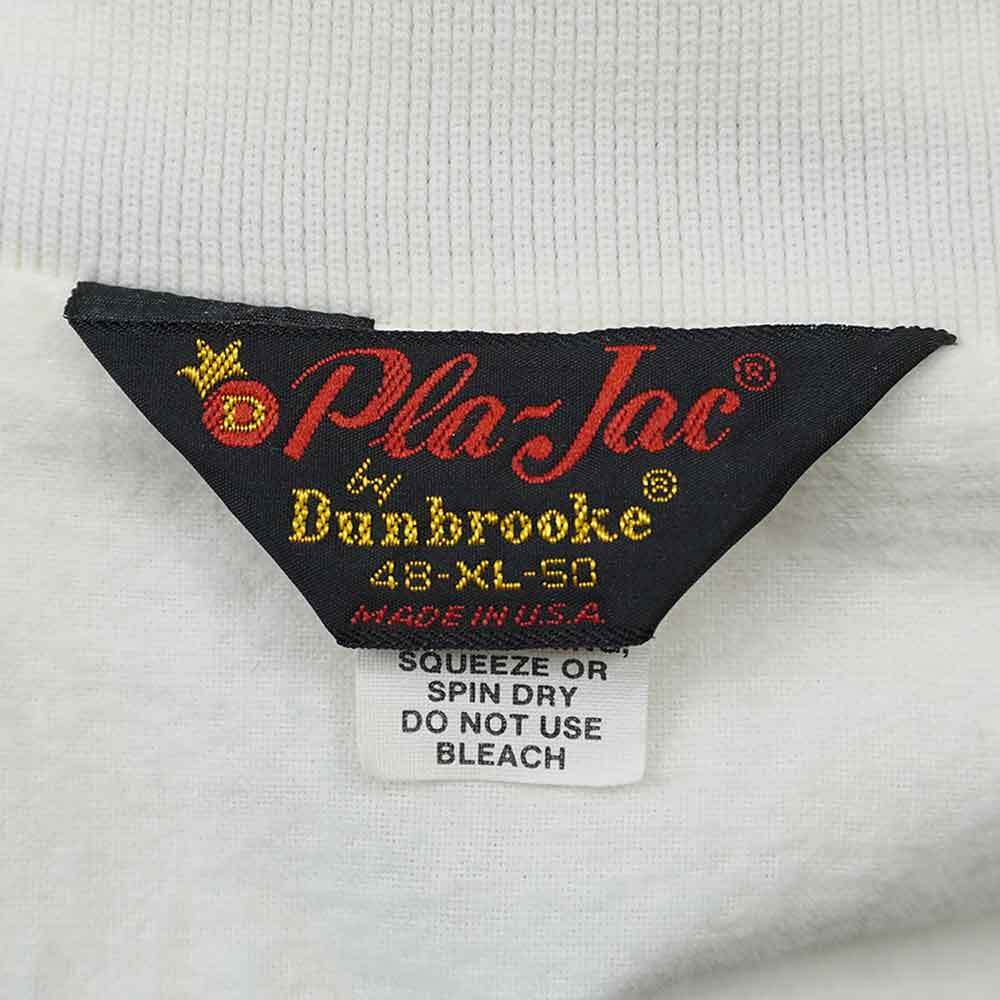 D Pla-Jac®
by
Dunbrooke®
48-XL-50
MADE IN U.S.A.
SQUEEZE OR
SPIN DRY
DO NOT USE
BLEACH